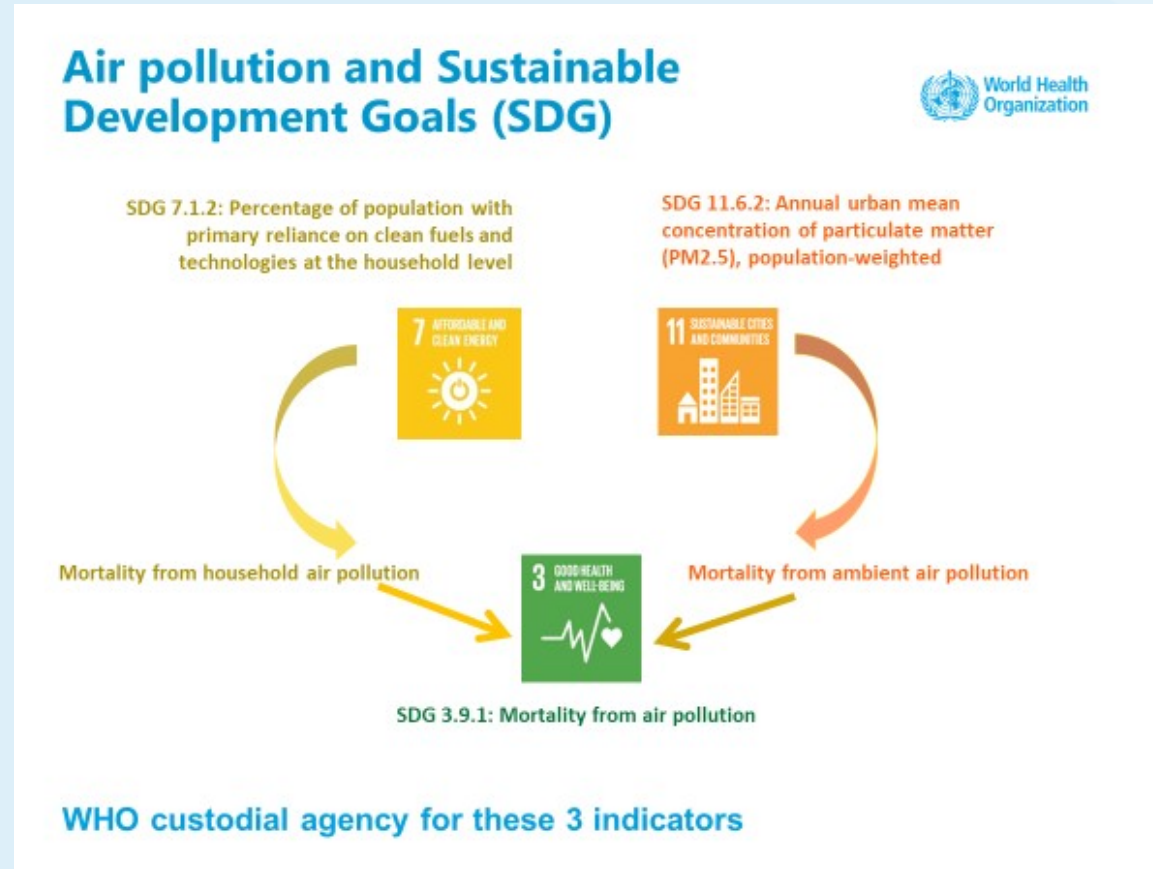 Air pollution and Sustainable
Development Goals (SDG)
World Health
Organization
SDG 7.1.2: Percentage of population with
primary reliance on clean fuels and
technologies at the household level
SDG 11.6.2: Annual urban mean
concentration of particulate matter
(PM2.5), population-weighted
7 AFFORDABLE AND
CLEAN ENERGY
11 SUSTAINABLE CITIES
AND COMMUNITIES
Mortality from household air pollution
3 GOOD HEALTH
AND WELL-BEING
Mortality from ambient air pollution
SDG 3.9.1: Mortality from air pollution
WHO custodial agency for these 3 indicators